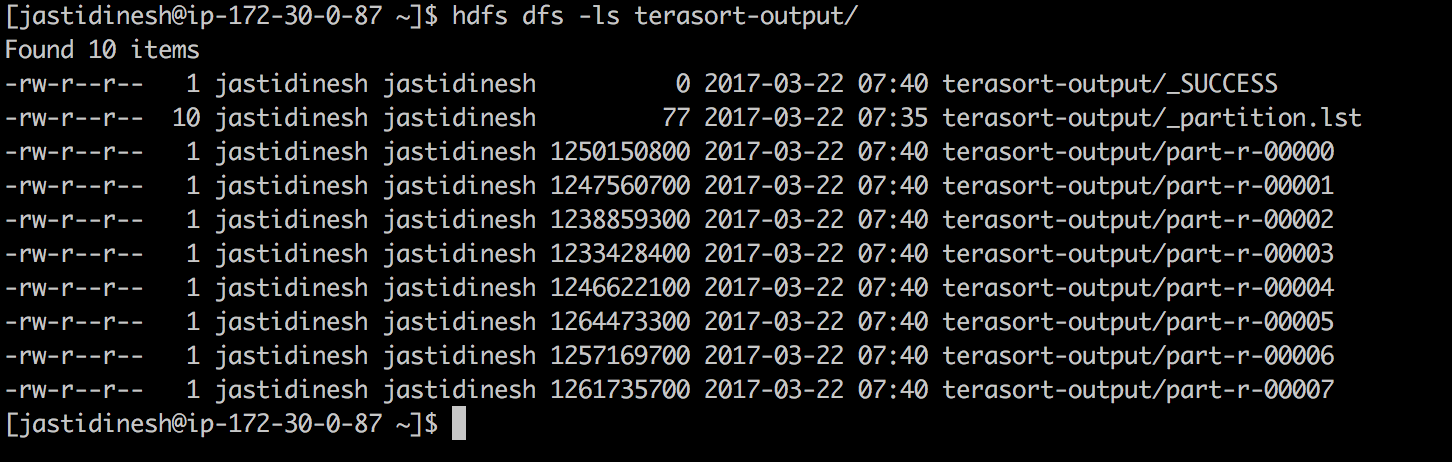 [jastidinesh@ip-172-30-0-87 ~]$ hdfs dfs -ls terasort-output/
Found 10 items
-rw-r--r--   1 jastidinesh jastidinesh          0 2017-03-22 07:40 terasort-output/_SUCCESS
-rw-r--r--  10 jastidinesh jastidinesh         77 2017-03-22 07:35 terasort-output/_partition.lst
-rw-r--r--   1 jastidinesh jastidinesh 1250150800 2017-03-22 07:40 terasort-output/part-r-00000
-rw-r--r--   1 jastidinesh jastidinesh 1247560700 2017-03-22 07:40 terasort-output/part-r-00001
-rw-r--r--   1 jastidinesh jastidinesh 1238859300 2017-03-22 07:40 terasort-output/part-r-00002
-rw-r--r--   1 jastidinesh jastidinesh 1233428400 2017-03-22 07:40 terasort-output/part-r-00003
-rw-r--r--   1 jastidinesh jastidinesh 1246622100 2017-03-22 07:40 terasort-output/part-r-00004
-rw-r--r--   1 jastidinesh jastidinesh 1264473300 2017-03-22 07:40 terasort-output/part-r-00005
-rw-r--r--   1 jastidinesh jastidinesh 1257169700 2017-03-22 07:40 terasort-output/part-r-00006
-rw-r--r--   1 jastidinesh jastidinesh 1261735700 2017-03-22 07:40 terasort-output/part-r-00007
[jastidinesh@ip-172-30-0-87 ~]$